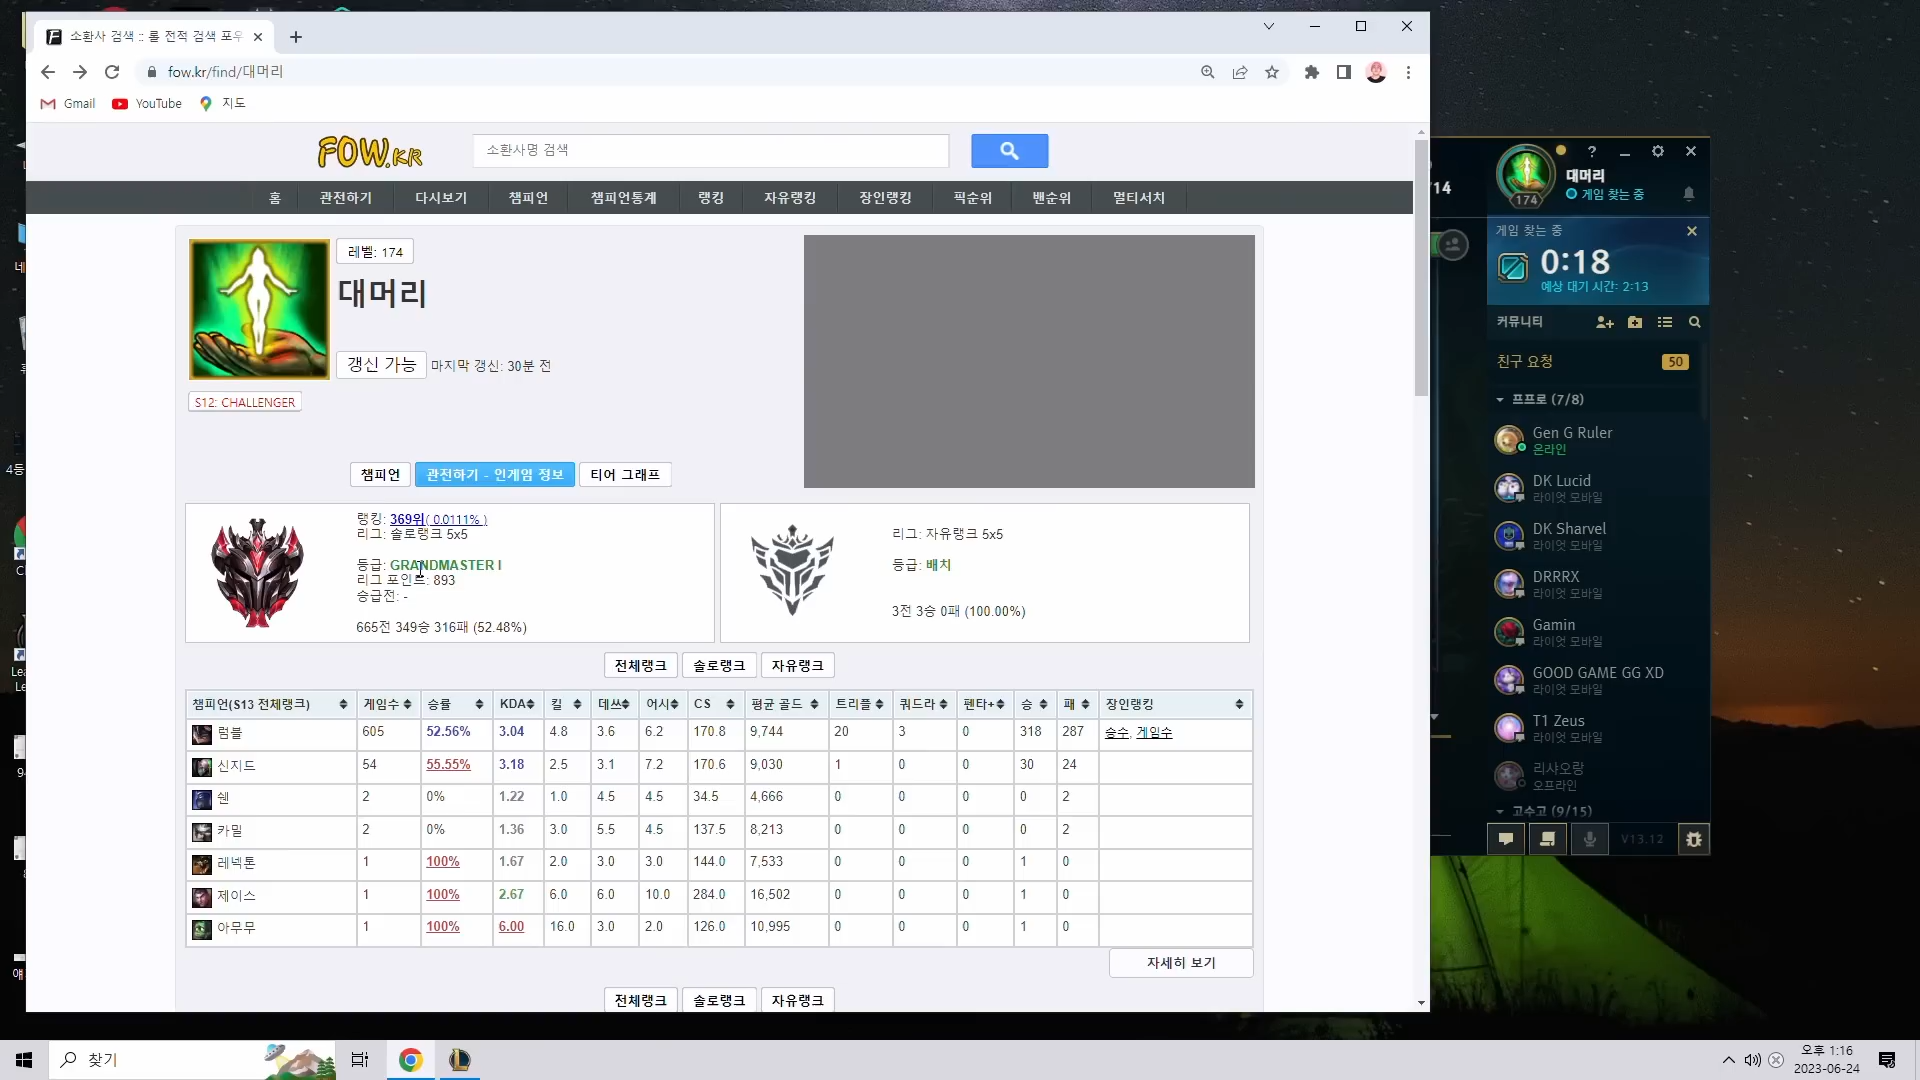 소환사 검색 :: 롤 전적 검색 포우
fow.kr/find/대머리
Gmail YouTube 지도
FOW.KR 소환사명 검색
홈 관전하기 다시보기 챔피언 챔피언통계 랭킹 자유랭킹 장인랭킹 픽순위 밴순위 멀티서치
레벨: 174
대머리
갱신 가능 마지막 갱신: 30분 전
S12: CHALLENGER
챔피언 관전하기 - 인게임 정보 티어 그래프
랭킹: 369위( 0.0111% )
리그: 솔로랭크 5x5
등급: GRANDMASTER I
리그 포인트: 893
승급전: -
665전 349승 316패 (52.48%)
리그: 자유랭크 5x5
등급: 배치
3전 3승 0패 (100.00%)
전체랭크 솔로랭크 자유랭크
챔피언(S13 전체랭크) 게임수 승률 KDA 킬 데쓰 어시 CS 평균 골드 트리플 쿼드라 펜타+ 승 패 장인랭킹
럼블 605 52.56% 3.04 4.8 3.6 6.2 170.8 9,744 20 3 0 318 287 승수, 게임수
신지드 54 55.55% 3.18 2.5 3.1 7.2 170.6 9,030 1 0 0 30 24
쉔 2 0% 1.22 1.0 4.5 4.5 34.5 4,666 0 0 0 0 2
카밀 2 0% 1.36 3.0 5.5 4.5 137.5 8,213 0 0 0 0 2
레넥톤 1 100% 1.67 2.0 3.0 3.0 144.0 7,533 0 0 0 1 0
제이스 1 100% 2.67 6.0 6.0 10.0 284.0 16,502 0 0 0 1 0
아무무 1 100% 6.00 16.0 3.0 2.0 126.0 10,995 0 0 0 1 0
자세히 보기
전체랭크 솔로랭크 자유랭크
/14
174
대머리
게임 찾는 중
게임 찾는 중
0:18
예상 대기 시간: 2:13
커뮤니티
친구 요청 50
프프로 (7/8)
Gen G Ruler
온라인
DK Lucid
라이엇 모바일
DK Sharvel
라이엇 모바일
DRRRX
라이엇 모바일
Gamin
라이엇 모바일
GOOD GAME GG XD
라이엇 모바일
T1 Zeus
라이엇 모바일
리샤오랑
오프라인
고수고 (9/15)
V13.12
찾기
오후 1:16
2023-06-24